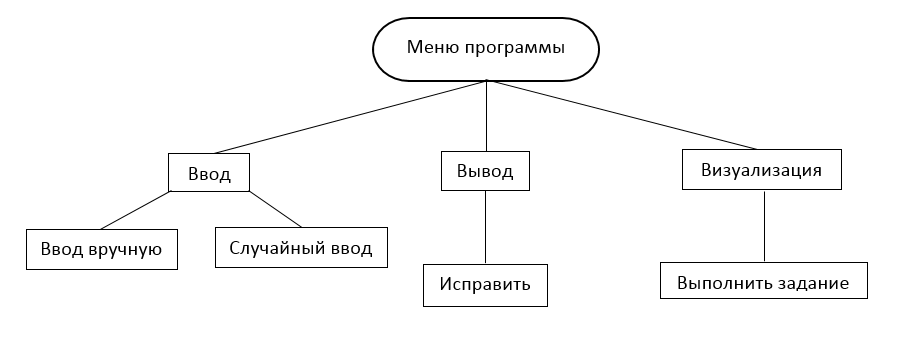 Меню программы
Ввод
Вывод
Визуализация
Ввод вручную
Случайный ввод
Исправить
Выполнить задание